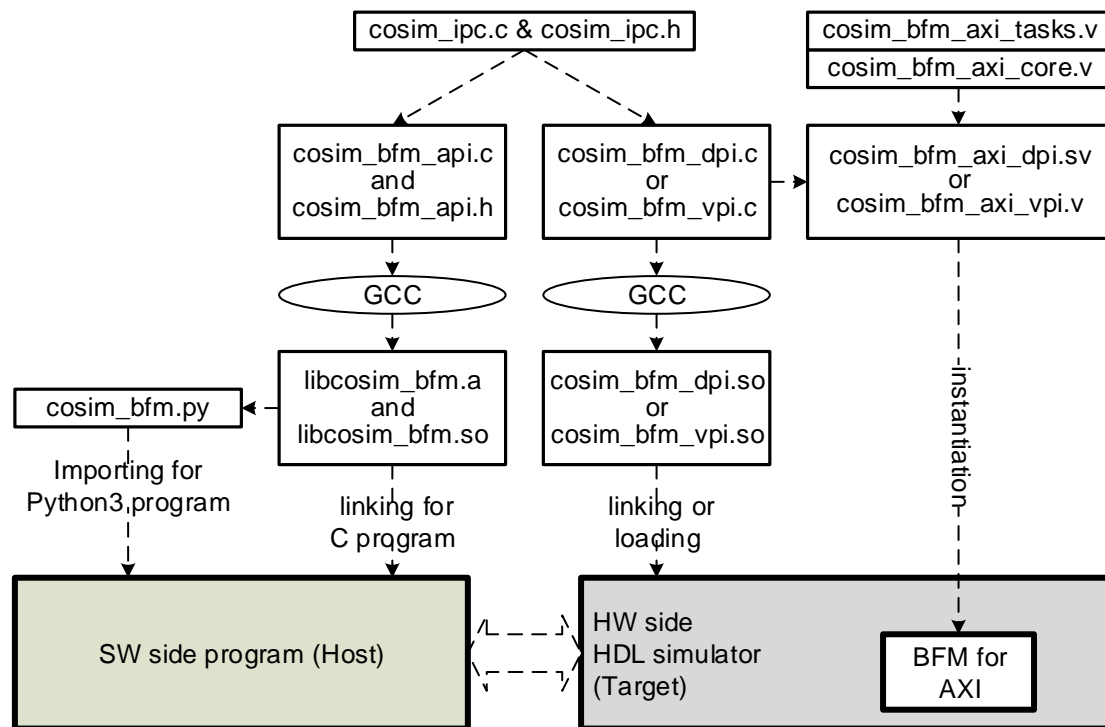 cosim_ipc.c & cosim_ipc.h
cosim_bfm_axi_tasks.v
cosim_bfm_axi_core.v
cosim_bfm_api.c
and
cosim_bfm_api.h
cosim_bfm_dpi.c
or
cosim_bfm_vpi.c
cosim_bfm_axi_dpi.sv
or
cosim_bfm_axi_vpi.v
GCC
GCC
cosim_bfm.py
libcosim_bfm.a
and
libcosim_bfm.so
cosim_bfm_dpi.so
or
cosim_bfm_vpi.so
instantiation
Importing for
Python3 program
linking for
C program
linking or
loading
SW side program (Host)
HW side
HDL simulator
(Target)
BFM for
AXI